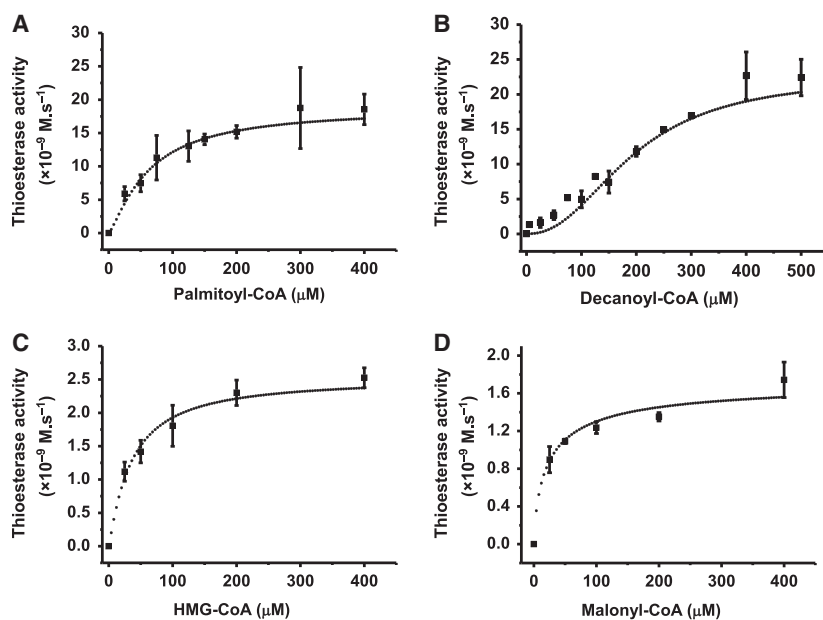 A
Thioesterase activity
(×10⁻⁹ M.s⁻¹)
30
25
20
15
10
5
0
0 100 200 300 400
Palmitoyl-CoA (μM)
B
Thioesterase activity
(×10⁻⁹ M.s⁻¹)
30
25
20
15
10
5
0
0 100 200 300 400 500
Decanoyl-CoA (μM)
C
Thioesterase activity
(×10⁻⁹ M.s⁻¹)
3.0
2.5
2.0
1.5
1.0
0.5
0.0
0 100 200 300 400
HMG-CoA (μM)
D
Thioesterase activity
(×10⁻⁹ M.s⁻¹)
2.0
1.6
1.2
0.8
0.4
0.0
0 100 200 300 400
Malonyl-CoA (μM)